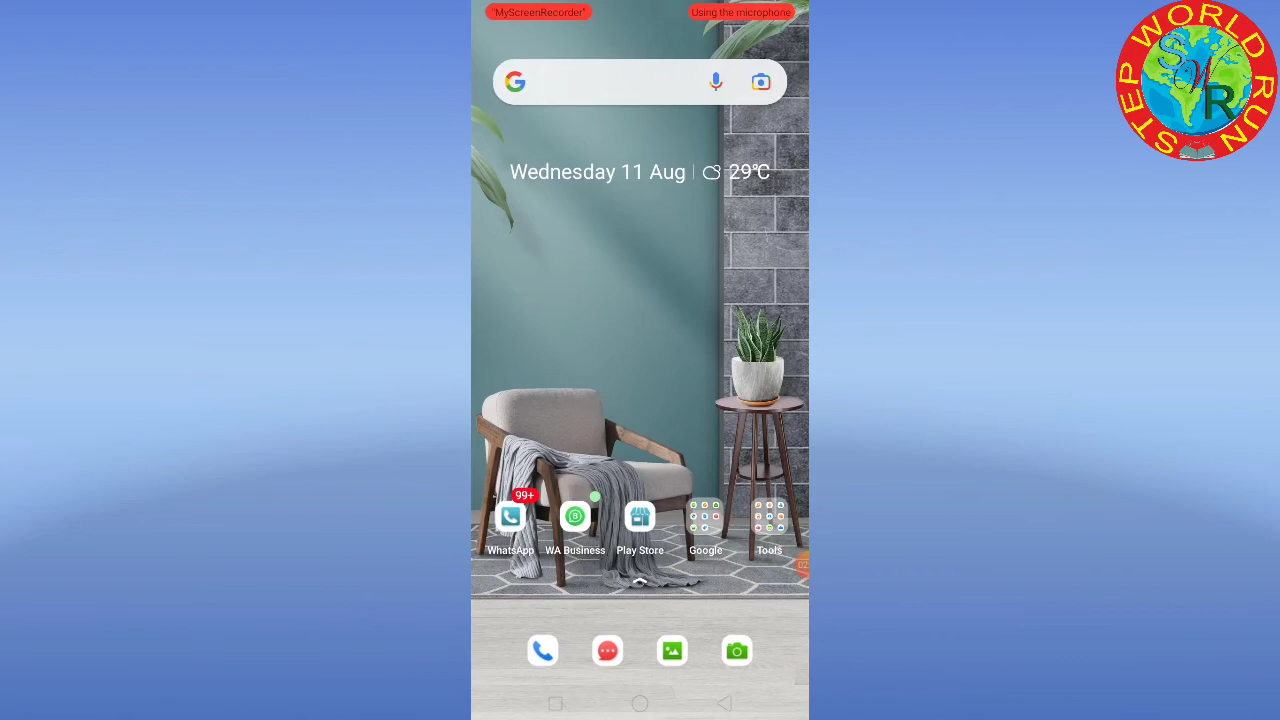 "MyScreenRecorder"
Using the microphone
STEP WORLD RUN
S W R
Wednesday 11 Aug | 29°C
99+
WhatsApp WA Business Play Store Google Tools
02